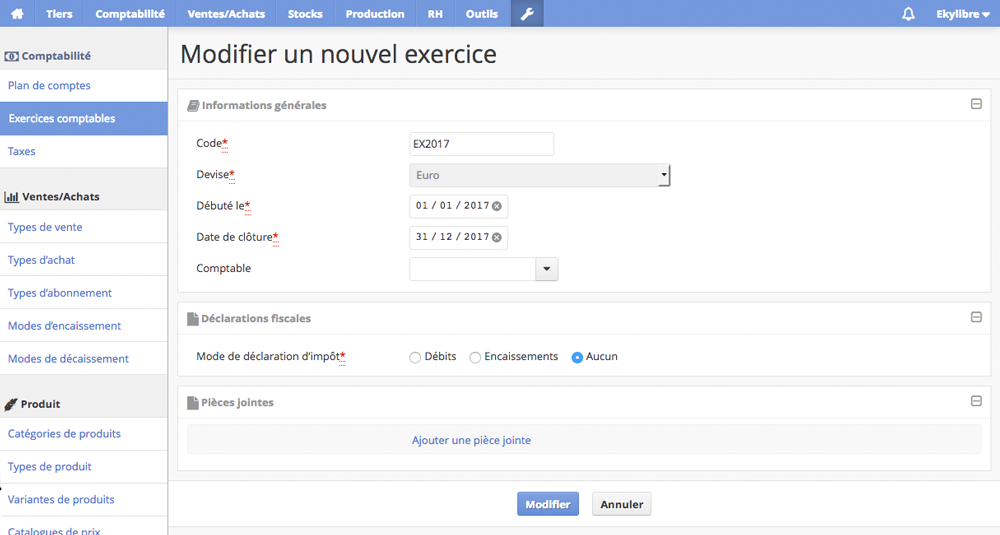 Tiers Comptabilité Ventes/Achats Stocks Production RH Outils Ekylibre
Comptabilité
Plan de comptes
Exercices comptables
Taxes
Ventes/Achats
Types de vente
Types d'achat
Types d'abonnement
Modes d'encaissement
Modes de décaissement
Produit
Catégories de produits
Types de produit
Variantes de produits
Catalogues de prix
Modifier un nouvel exercice
Informations générales
Code* EX2017
Devise* Euro
Débuté le* 01 / 01 / 2017
Date de clôture* 31 / 12 / 2017
Comptable
Déclarations fiscales
Mode de déclaration d'impôt* Débits Encaissements Aucun
Pièces jointes
Ajouter une pièce jointe
Modifier Annuler